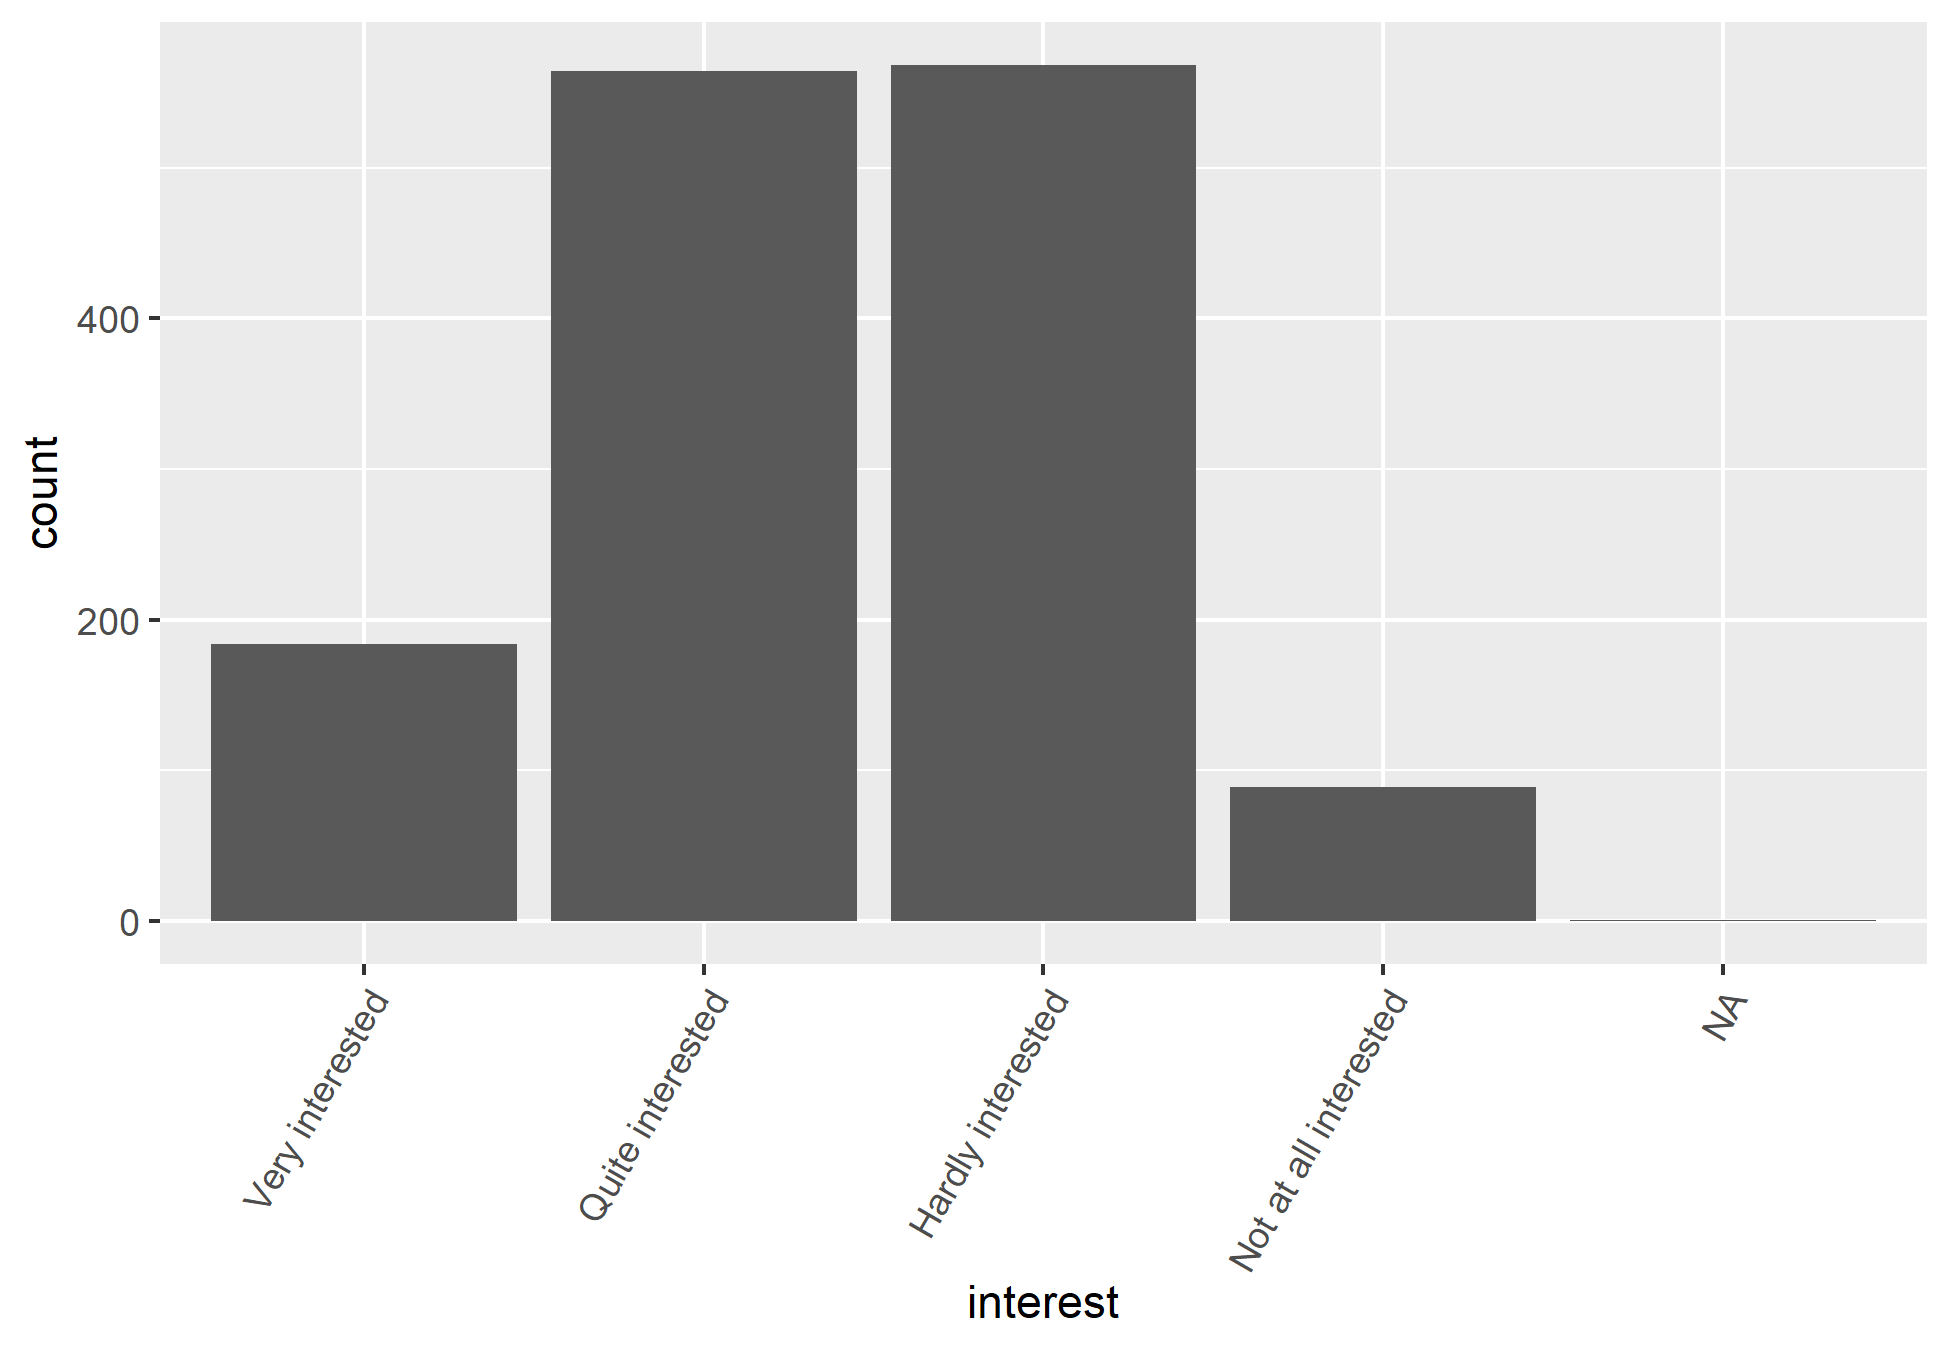 count
400
200
0
Very interested
Quite interested
Hardly interested
Not at all interested
NA
interest